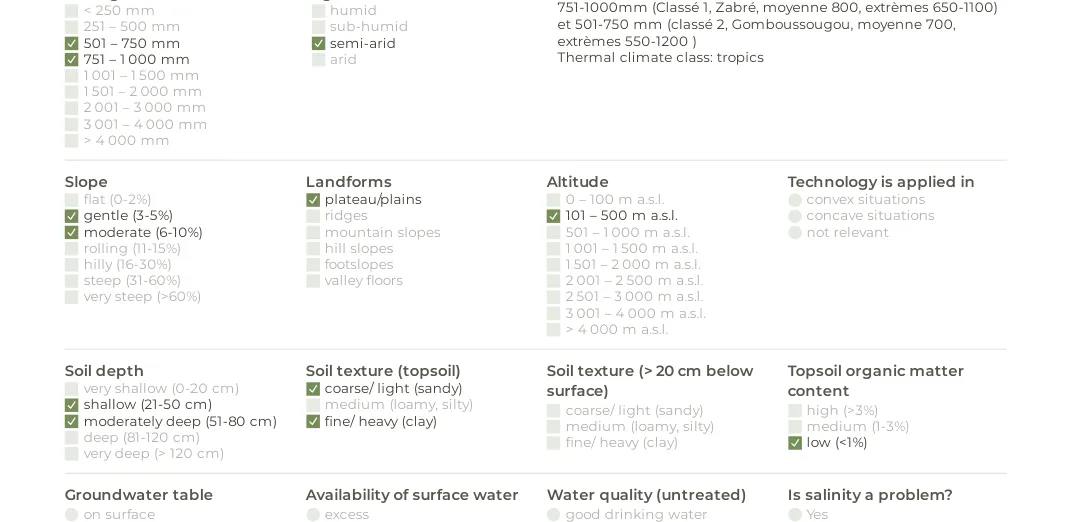 < 250 mm
251 – 500 mm
501 – 750 mm
751 – 1 000 mm
1 001 – 1 500 mm
1 501 – 2 000 mm
2 001 – 3 000 mm
3 001 – 4 000 mm
> 4 000 mm
humid
sub-humid
semi-arid
arid
751-1000mm (Classé 1, Zabré, moyenne 800, extrèmes 650-1100)
et 501-750 mm (classé 2, Gomboussougou, moyenne 700,
extrèmes 550-1200 )
Thermal climate class: tropics
Slope
flat (0-2%)
gentle (3-5%)
moderate (6-10%)
rolling (11-15%)
hilly (16-30%)
steep (31-60%)
very steep (>60%)
Landforms
plateau/plains
ridges
mountain slopes
hill slopes
footslopes
valley floors
Altitude
0 – 100 m a.s.l.
101 – 500 m a.s.l.
501 – 1 000 m a.s.l.
1 001 – 1 500 m a.s.l.
1 501 – 2 000 m a.s.l.
2 001 – 2 500 m a.s.l.
2 501 – 3 000 m a.s.l.
3 001 – 4 000 m a.s.l.
> 4 000 m a.s.l.
Technology is applied in
convex situations
concave situations
not relevant
Soil depth
very shallow (0-20 cm)
shallow (21-50 cm)
moderately deep (51-80 cm)
deep (81-120 cm)
very deep (> 120 cm)
Soil texture (topsoil)
coarse/ light (sandy)
medium (loamy, silty)
fine/ heavy (clay)
Soil texture (> 20 cm below
surface)
coarse/ light (sandy)
medium (loamy, silty)
fine/ heavy (clay)
Topsoil organic matter
content
high (>3%)
medium (1-3%)
low (<1%)
Groundwater table
on surface
Availability of surface water
excess
Water quality (untreated)
good drinking water
Is salinity a problem?
Yes